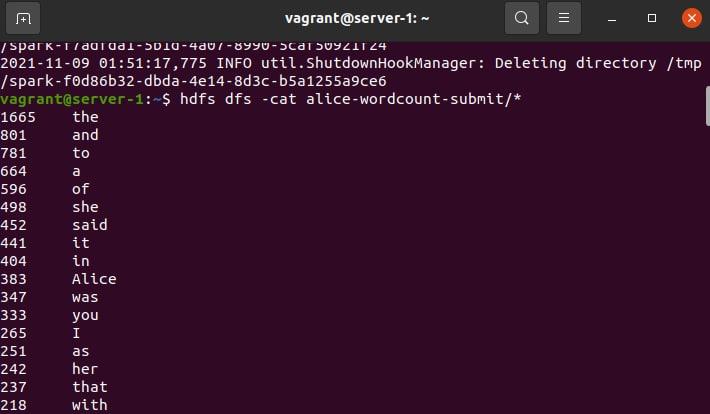 vagrant@server-1: ~
/spark-f7adfda1-5b1d-4a07-8990-5caf50921f24
2021-11-09 01:51:17,775 INFO util.ShutdownHookManager: Deleting directory /tmp
/spark-f0d86b32-dbda-4e14-8d3c-b5a1255a9ce6
vagrant@server-1:~$ hdfs dfs -cat alice-wordcount-submit/*
1665 the
801 and
781 to
664 a
596 of
498 she
452 said
441 it
404 in
383 Alice
347 was
333 you
265 I
251 as
242 her
237 that
218 with